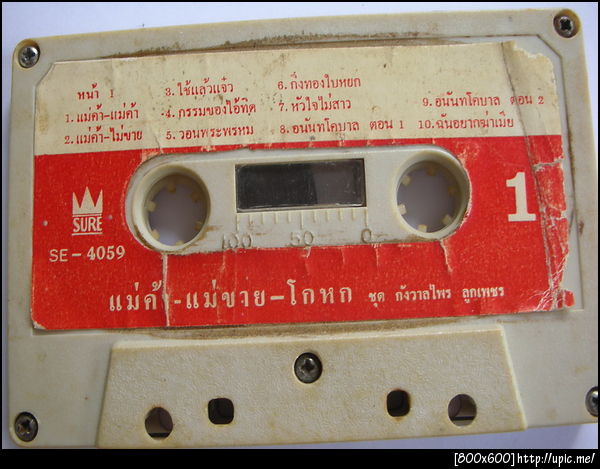 หน้า 1
1. แม่ค้า-แม่ค้า
2. แม่ค้า-ไม่ขาย
3. ใช้แล้วแจ๋ว
4. กรรมของไอ้ทิด
5. วอนพระพรหม
6. กิ่งทองใบหยก
7. หัวใจไม่สาว
8. อนันทโคบาล ตอน 1
9. อนันทโคบาล ตอน 2
10. ฉันอยากฆ่าเมีย
SURE
SE-4059
100 50 0
1
แม่ค้า-แม่ขาย-โกหก ชุด กังวาลไพร ลูกเพชร
[800x600]http://upic.me/